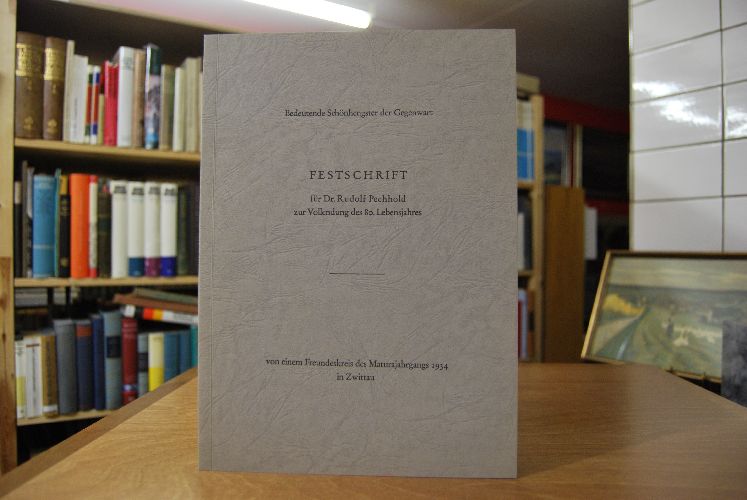 Bedeutende Schönhengster der Gegenwart
FESTSCHRIFT
für Dr. Rudolf Pechhold
zur Vollendung des 80. Lebensjahres
von einem Freundeskreis des Maturajahrgangs 1934
in Zwittau